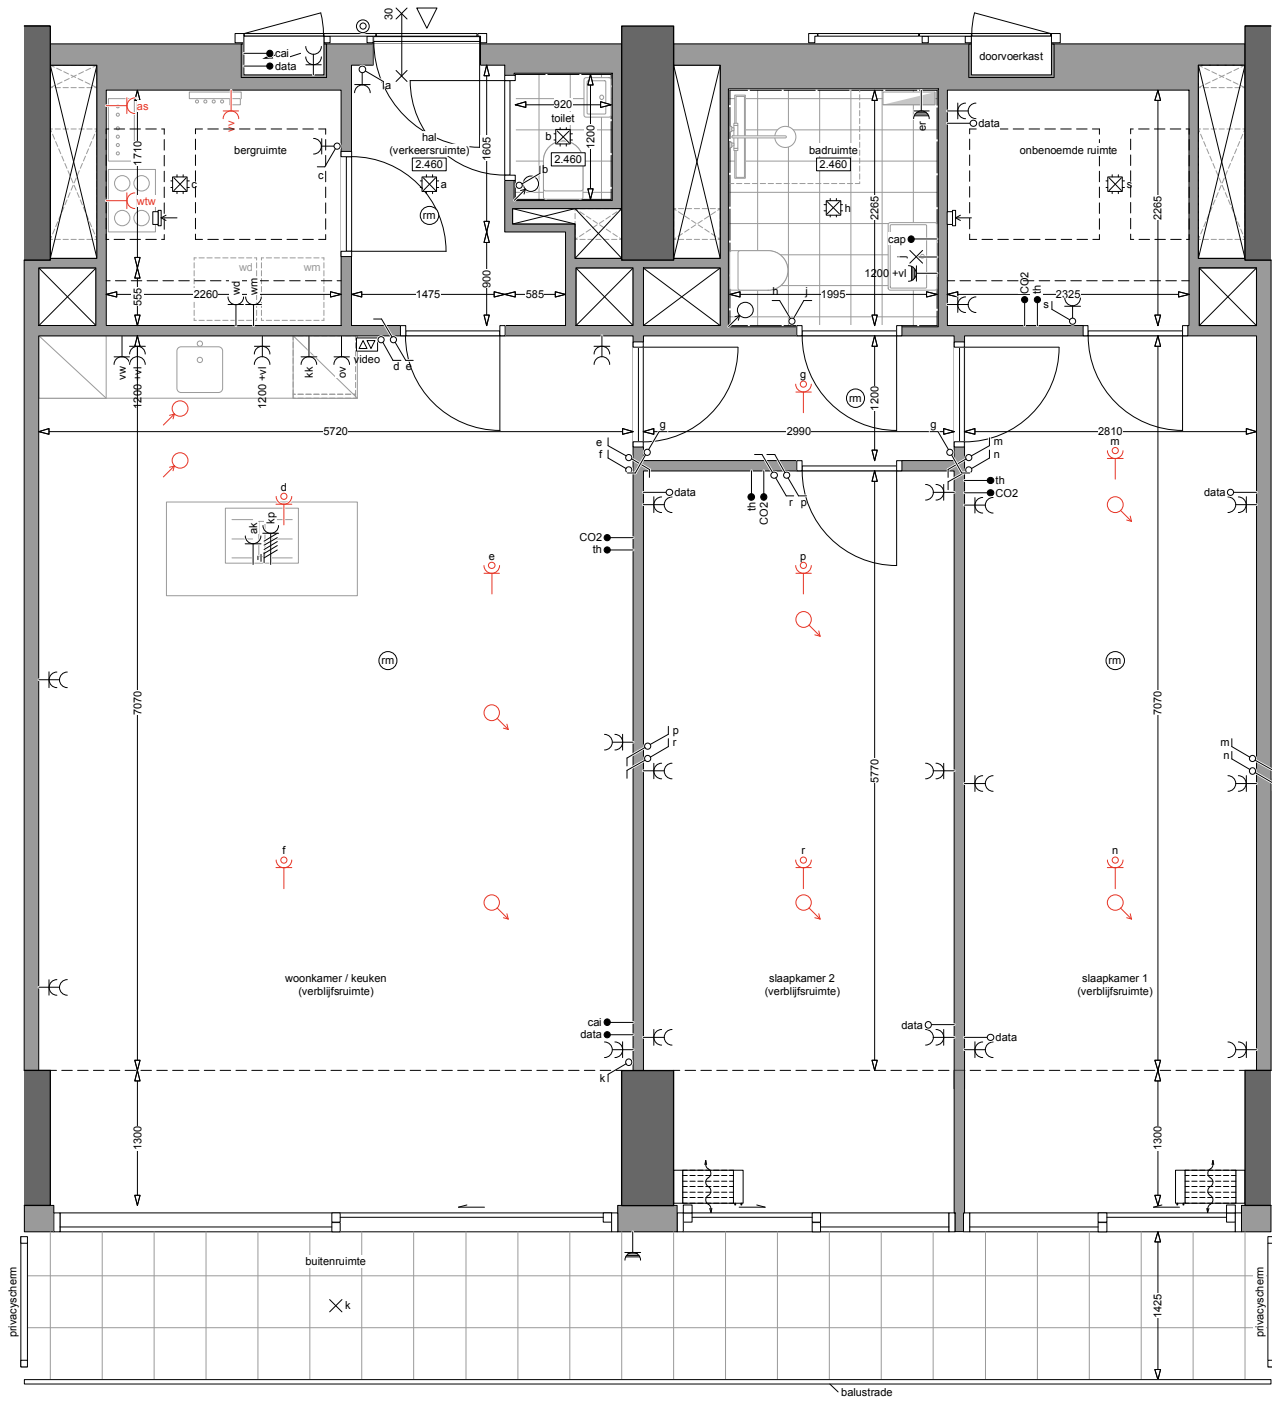 30
cai
data
la
as
vv
1710
bergruimte
c
c
wtw
hal
(verkeersruimte)
2.460
a
rm
1605
920
toilet
b
2.460
1200
b
badruimte
2.460
h
er
2265
cap
j
1200 +vl
1995
h
j
doorvoerkast
data
onbenoemde ruimte
s
2265
CO2
th
s
2325
555
2260
wd
wm
wd
wm
1475
900
585
vw
1200 +vl
1200 +vl
kk
ov
video
d
e
5720
g
1200
rm
2990
g
2810
e
f
g
m
n
m
d
ak
kp
data
th
CO2
r
p
th
CO2
data
CO2
th
e
p
rm
rm
7070
5770
7070
p
r
m
n
f
r
n
woonkamer / keuken
(verblijfsruimte)
slaapkamer 2
(verblijfsruimte)
slaapkamer 1
(verblijfsruimte)
cai
data
k
data
data
1300
1300
buitenruimte
k
privacyscherm
privacyscherm
1425
balustrade